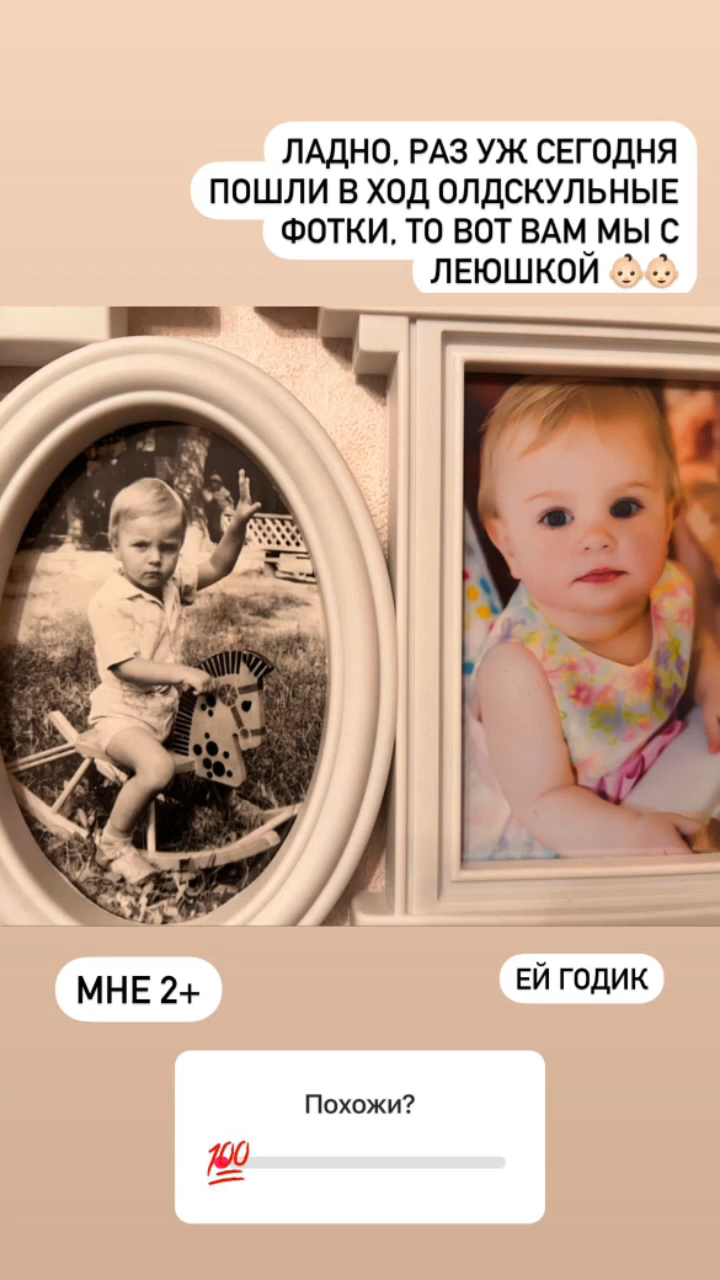 ЛАДНО, РАЗ УЖ СЕГОДНЯ
ПОШЛИ В ХОД ОЛДСКУЛЬНЫЕ
ФОТКИ, ТО ВОТ ВАМ МЫ С
ЛЕЮШКОЙ 👶🏻👶🏻
МНЕ 2+
ЕЙ ГОДИК
Похожи?
💯